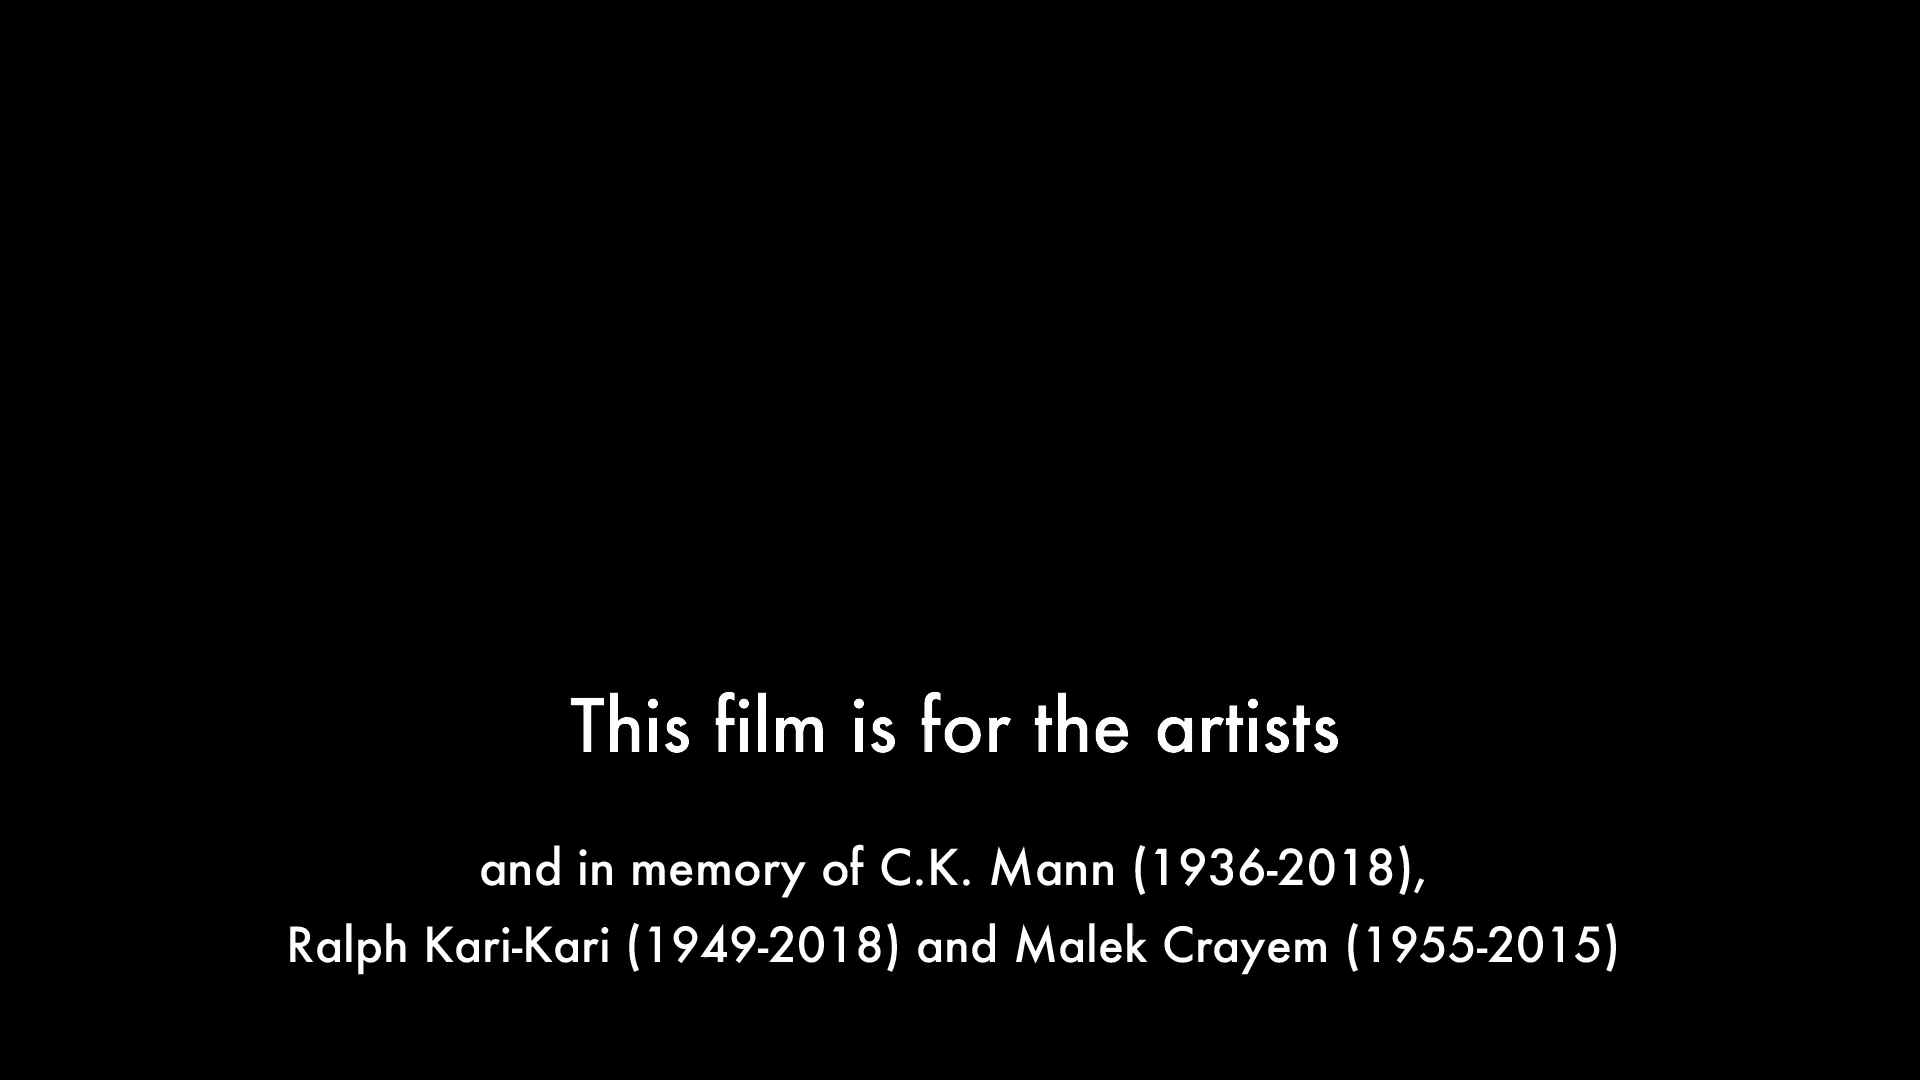 This film is for the artists
and in memory of C.K. Mann (1936-2018),
Ralph Kari-Kari (1949-2018) and Malek Crayem (1955-2015)